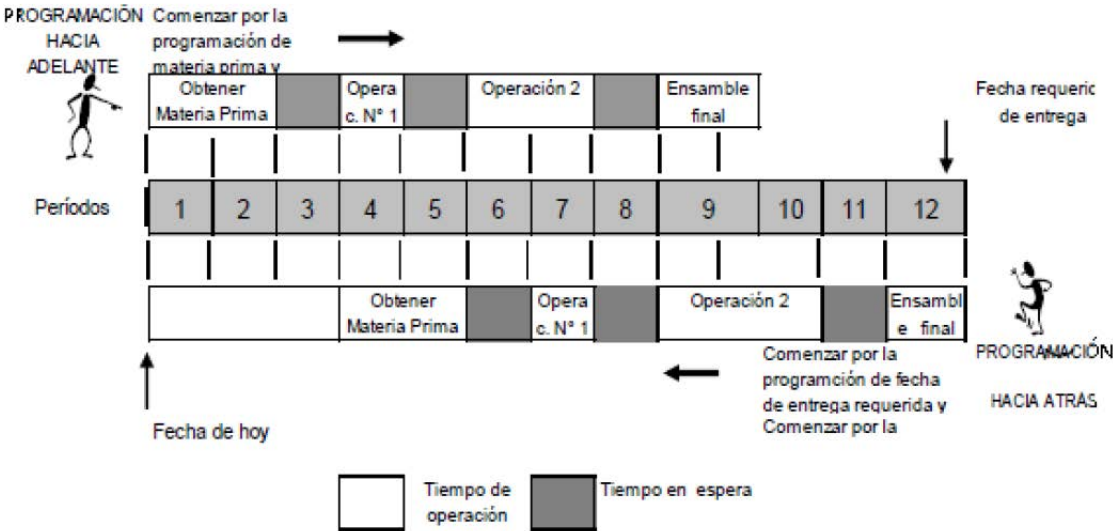 PROGRAMACIÓN
HACIA
ADELANTE
Comenzar por la
programación de
materia prima y
Obtener
Materia Prima
Opera
c. N° 1
Operación 2
Ensamble
final
Fecha requeric
de entrega
Períodos
1 2 3 4 5 6 7 8 9 10 11 12
Obtener
Materia Prima
Opera
c. N° 1
Operación 2
Ensambl
e final
Comenzar por la
programción de fecha
de entrega requerida y
Comenzar por la
PROGRAMACIÓN
HACIA ATRÁS
Fecha de hoy
Tiempo de
operación
Tiempo en espera